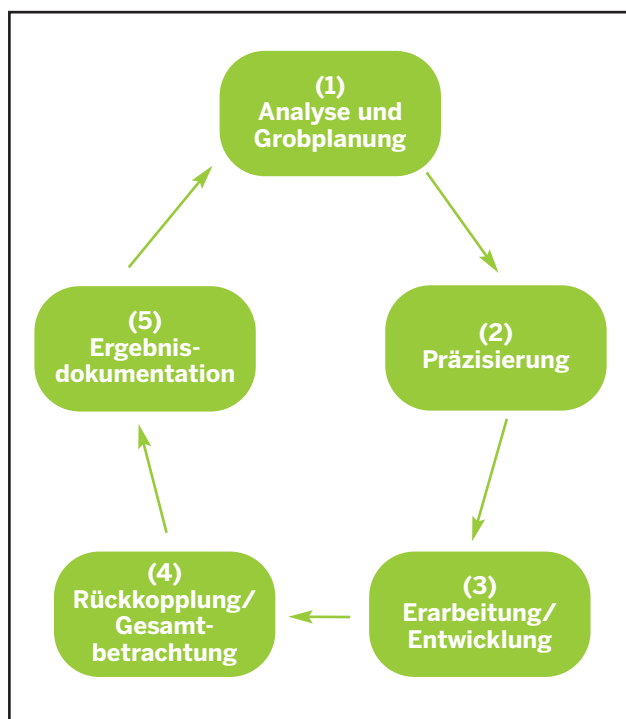 (1)
Analyse und
Grobplanung
(2)
Präzisierung
(3)
Erarbeitung/
Entwicklung
(4)
Rückkopplung/
Gesamt-
betrachtung
(5)
Ergebnis-
dokumentation